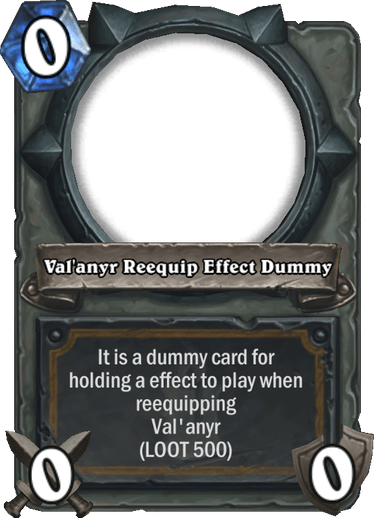 0
Val'anyr Reequip Effect Dummy
It is a dummy card for
holding a effect to play when
reequipping
Val'anyr
(LOOT 500)
0
0